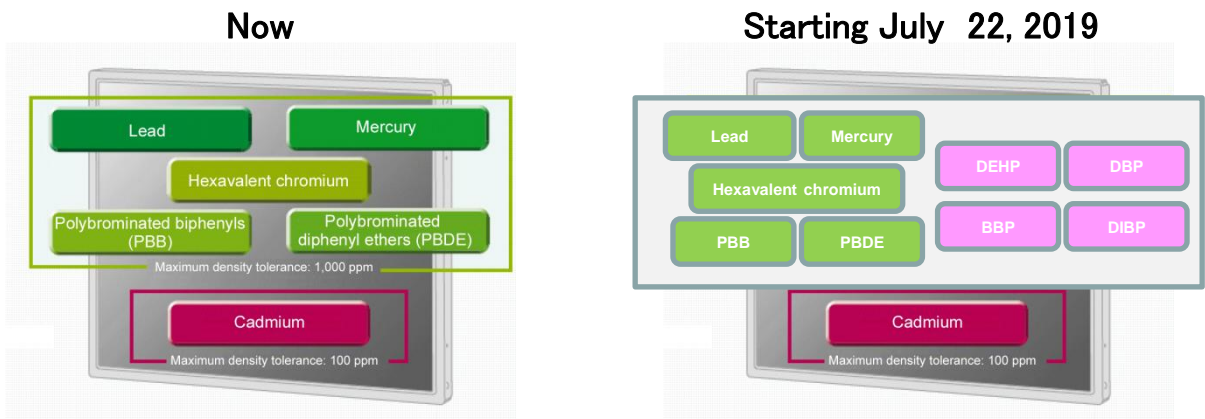 Now
Lead
Mercury
Hexavalent chromium
Polybrominated biphenyls
(PBB)
Polybrominated
diphenyl ethers (PBDE)
Maximum density tolerance: 1,000 ppm
Cadmium
Maximum density tolerance: 100 ppm
Starting July 22, 2019
Lead
Mercury
Hexavalent chromium
PBB
PBDE
DEHP
DBP
BBP
DIBP
Cadmium
Maximum density tolerance: 100 ppm